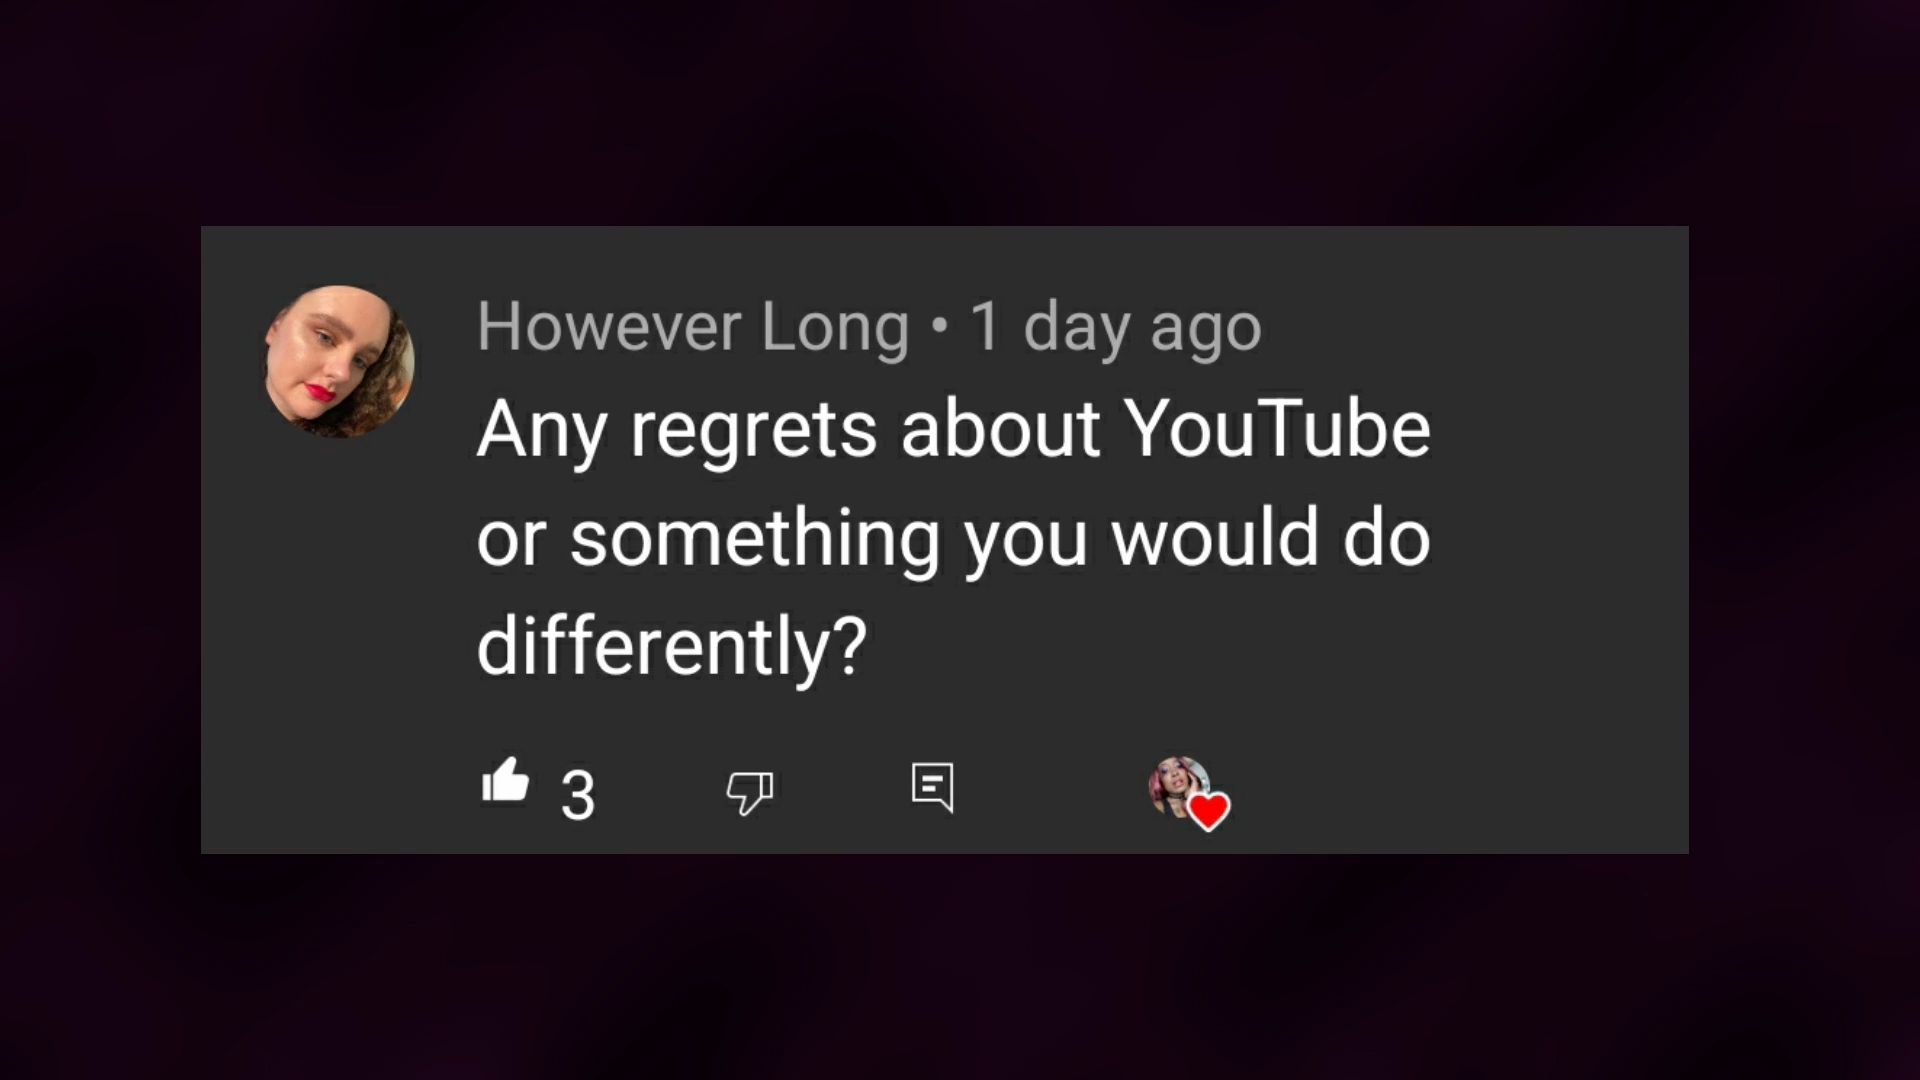 However Long • 1 day ago
Any regrets about YouTube
or something you would do
differently?
3